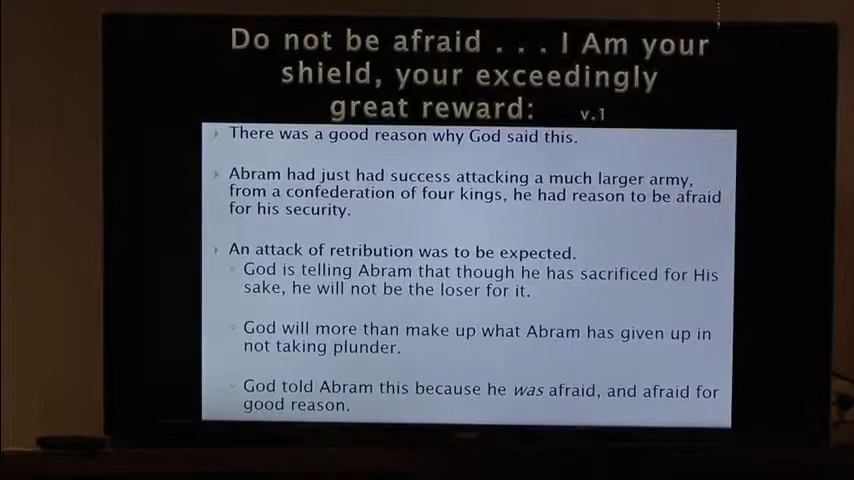 Do not be afraid . . . I Am your
shield, your exceedingly
great reward: v.1
There was a good reason why God said this.
Abram had just had success attacking a much larger army,
from a confederation of four kings, he had reason to be afraid
for his security.
An attack of retribution was to be expected.
God is telling Abram that though he has sacrificed for His
sake, he will not be the loser for it.
God will more than make up what Abram has given up in
not taking plunder.
God told Abram this because he was afraid, and afraid for
good reason.